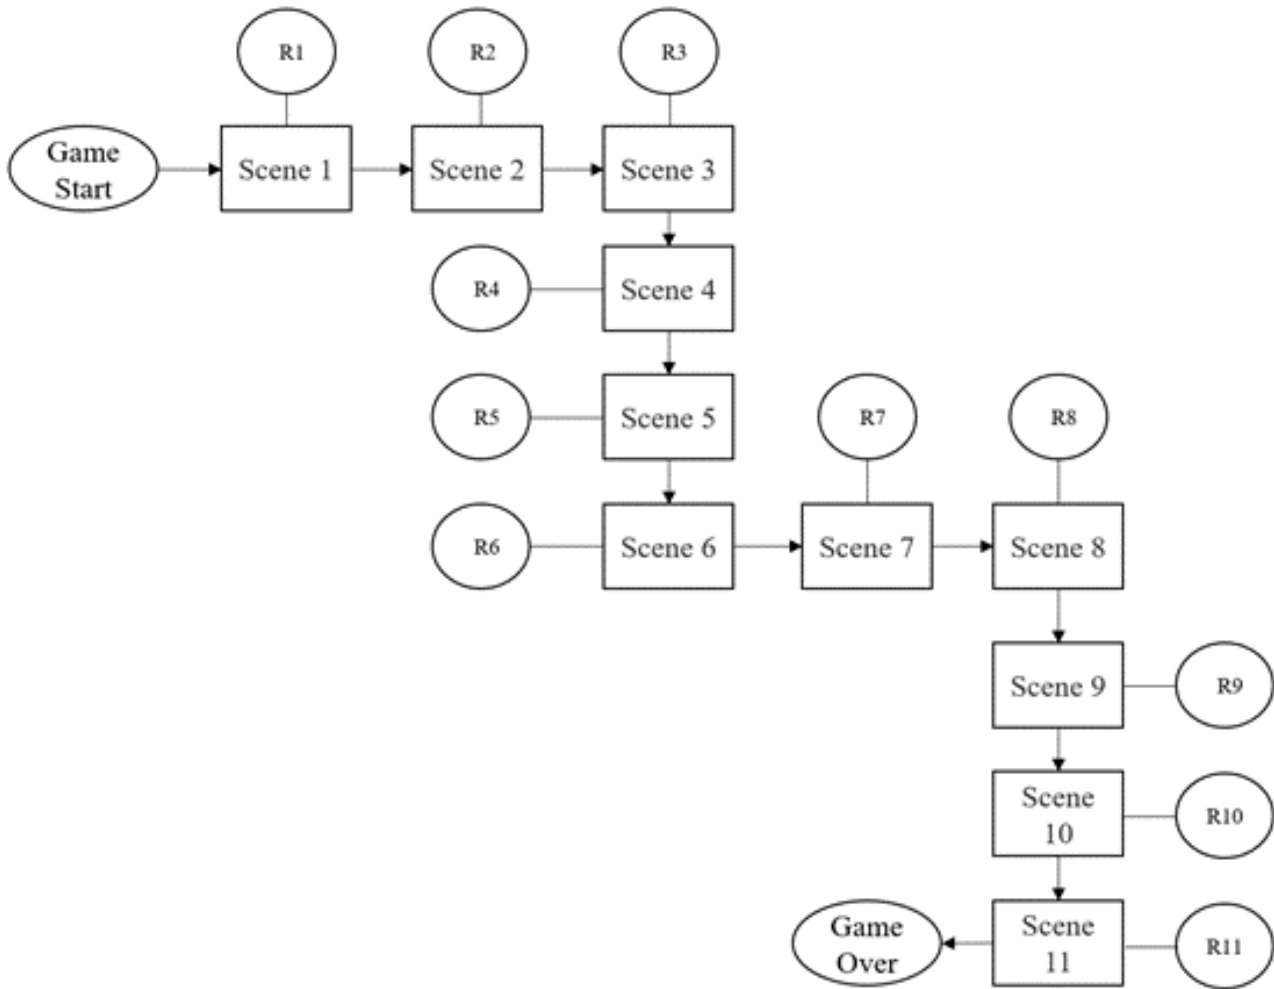 R1
R2
R3
Game
Start
Scene 1
Scene 2
Scene 3
R4
Scene 4
R5
Scene 5
R7
R8
R6
Scene 6
Scene 7
Scene 8
Scene 9
R9
Scene
10
R10
Game
Over
Scene
11
R11